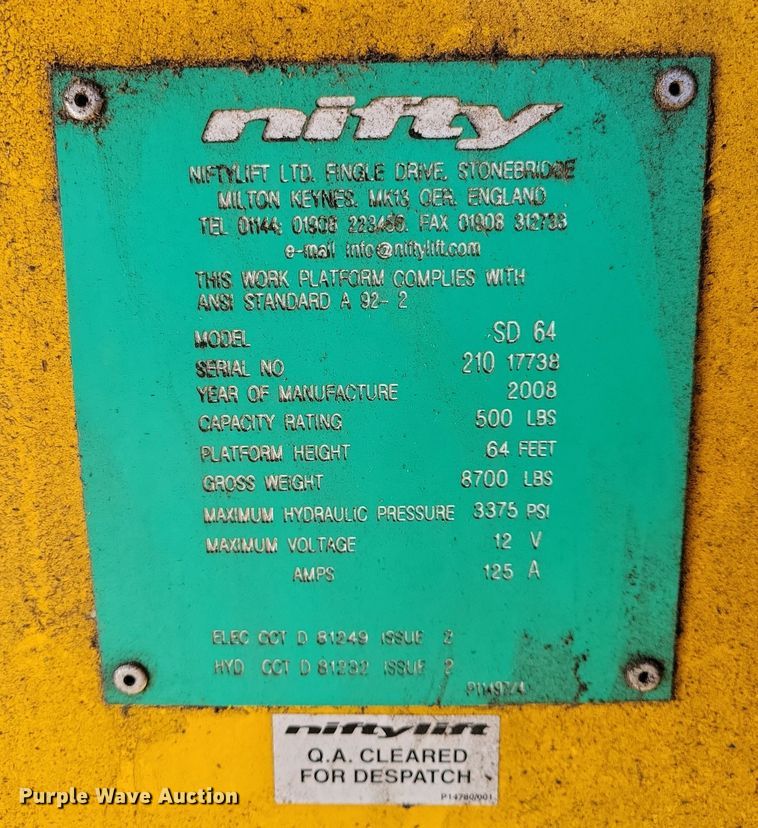 nifty
NIFTYLIFT LTD. FINGLE DRIVE. STONEBRIDGE
MILTON KEYNES. MK13 OER. ENGLAND
TEL 01144; 01908 223456. FAX 01908 312733
e-mail info@niftylift.com
THIS WORK PLATFORM COMPLIES WITH
ANSI STANDARD A 92- 2
MODEL SD 64
SERIAL NO 210 17738
YEAR OF MANUFACTURE 2008
CAPACITY RATING 500 LBS
PLATFORM HEIGHT 64 FEET
GROSS WEIGHT 8700 LBS
MAXIMUM HYDRAULIC PRESSURE 3375 PSI
MAXIMUM VOLTAGE 12 V
AMPS 125 A
ELEC CCT D 81249 ISSUE 2
HYD CCT D 81232 ISSUE 2
niftylift
Q.A. CLEARED
FOR DESPATCH
P14780/001
Purple Wave Auction